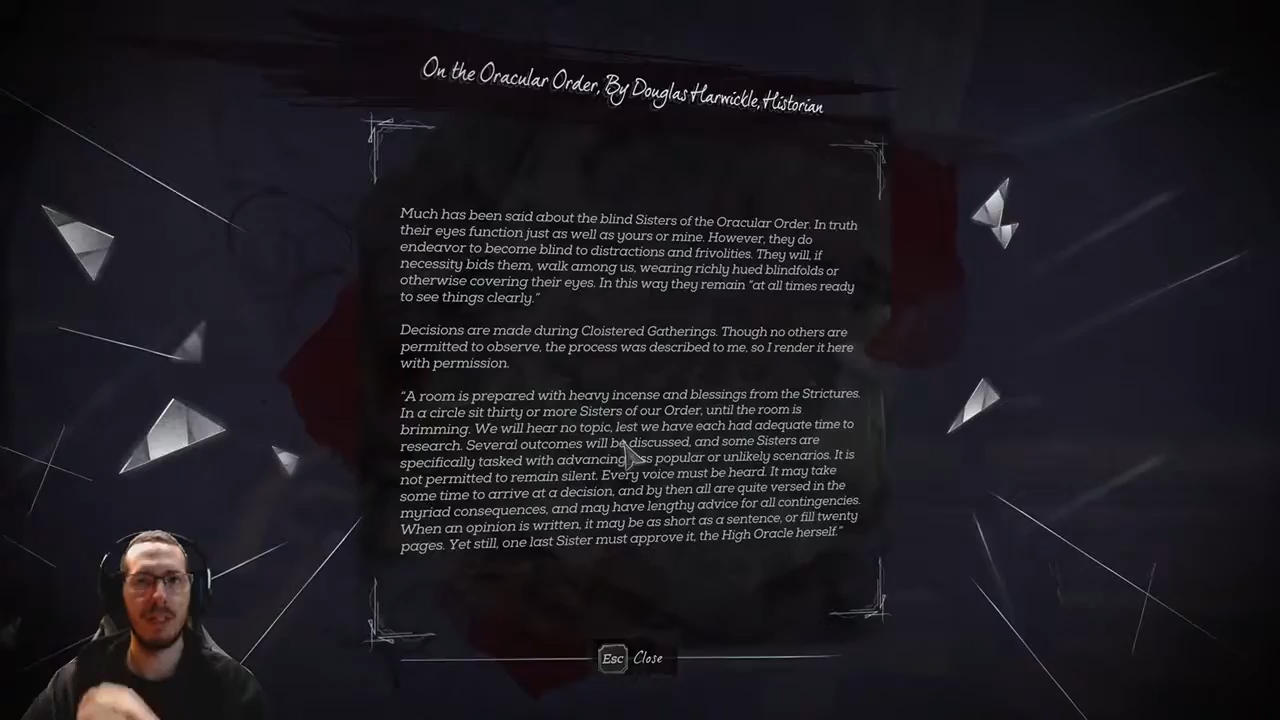 On the Oracular Order, By Douglas Harwickle, Historian
Much has been said about the blind Sisters of the Oracular Order. In truth
their eyes function just as well as yours or mine. However, they do
endeavor to become blind to distractions and frivolities. They will, if
necessity bids them, walk among us, wearing richly hued blindfolds or
otherwise covering their eyes. In this way they remain "at all times ready
to see things clearly."
Decisions are made during Cloistered Gatherings. Though no others are
permitted to observe, the process was described to me, so I render it here
with permission.
"A room is prepared with heavy incense and blessings from the Strictures.
In a circle sit thirty or more Sisters of our Order, until the room is
brimming. We will hear no topic, lest we have each had adequate time to
research. Several outcomes will be discussed, and some Sisters are
specifically tasked with advancing popular or unlikely scenarios. It is
not permitted to remain silent. Every voice must be heard. It may take
some time to arrive at a decision, and by then all are quite versed in the
myriad consequences, and may have lengthy advice for all contingencies.
When an opinion is written, it may be as short as a sentence, or fill twenty
pages. Yet still, one last Sister must approve it, the High Oracle herself."
Esc Close